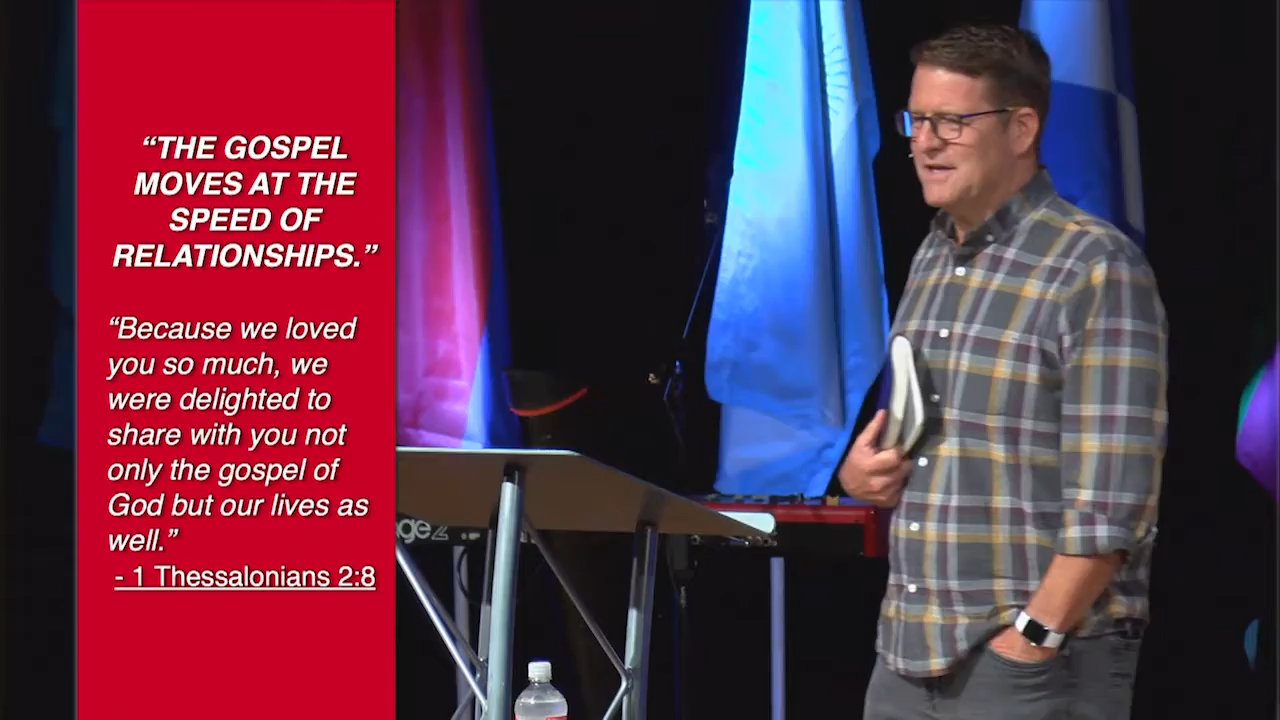 “THE GOSPEL
MOVES AT THE
SPEED OF
RELATIONSHIPS.”
“Because we loved
you so much, we
were delighted to
share with you not
only the gospel of
God but our lives as
well.”
- 1 Thessalonians 2:8